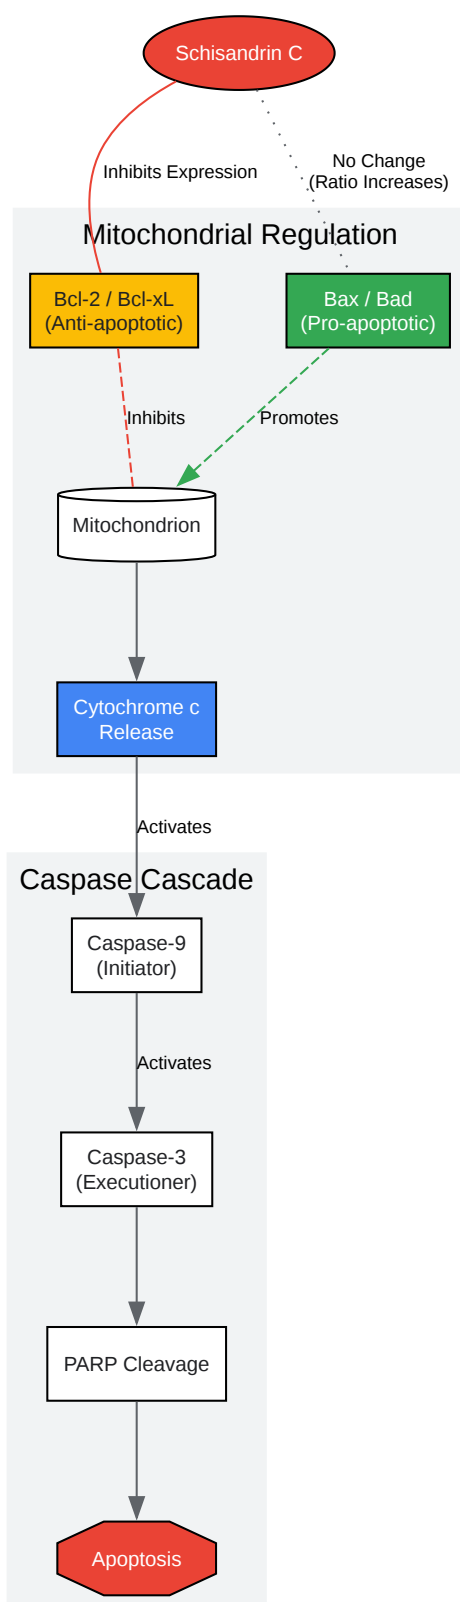 Schisandrin C
Inhibits Expression
No Change
(Ratio Increases)
Mitochondrial Regulation
Bcl-2 / Bcl-xL
(Anti-apoptotic)
Bax / Bad
(Pro-apoptotic)
Inhibits
Promotes
Mitochondrion
Cytochrome c
Release
Activates
Caspase Cascade
Caspase-9
(Initiator)
Activates
Caspase-3
(Executioner)
PARP Cleavage
Apoptosis